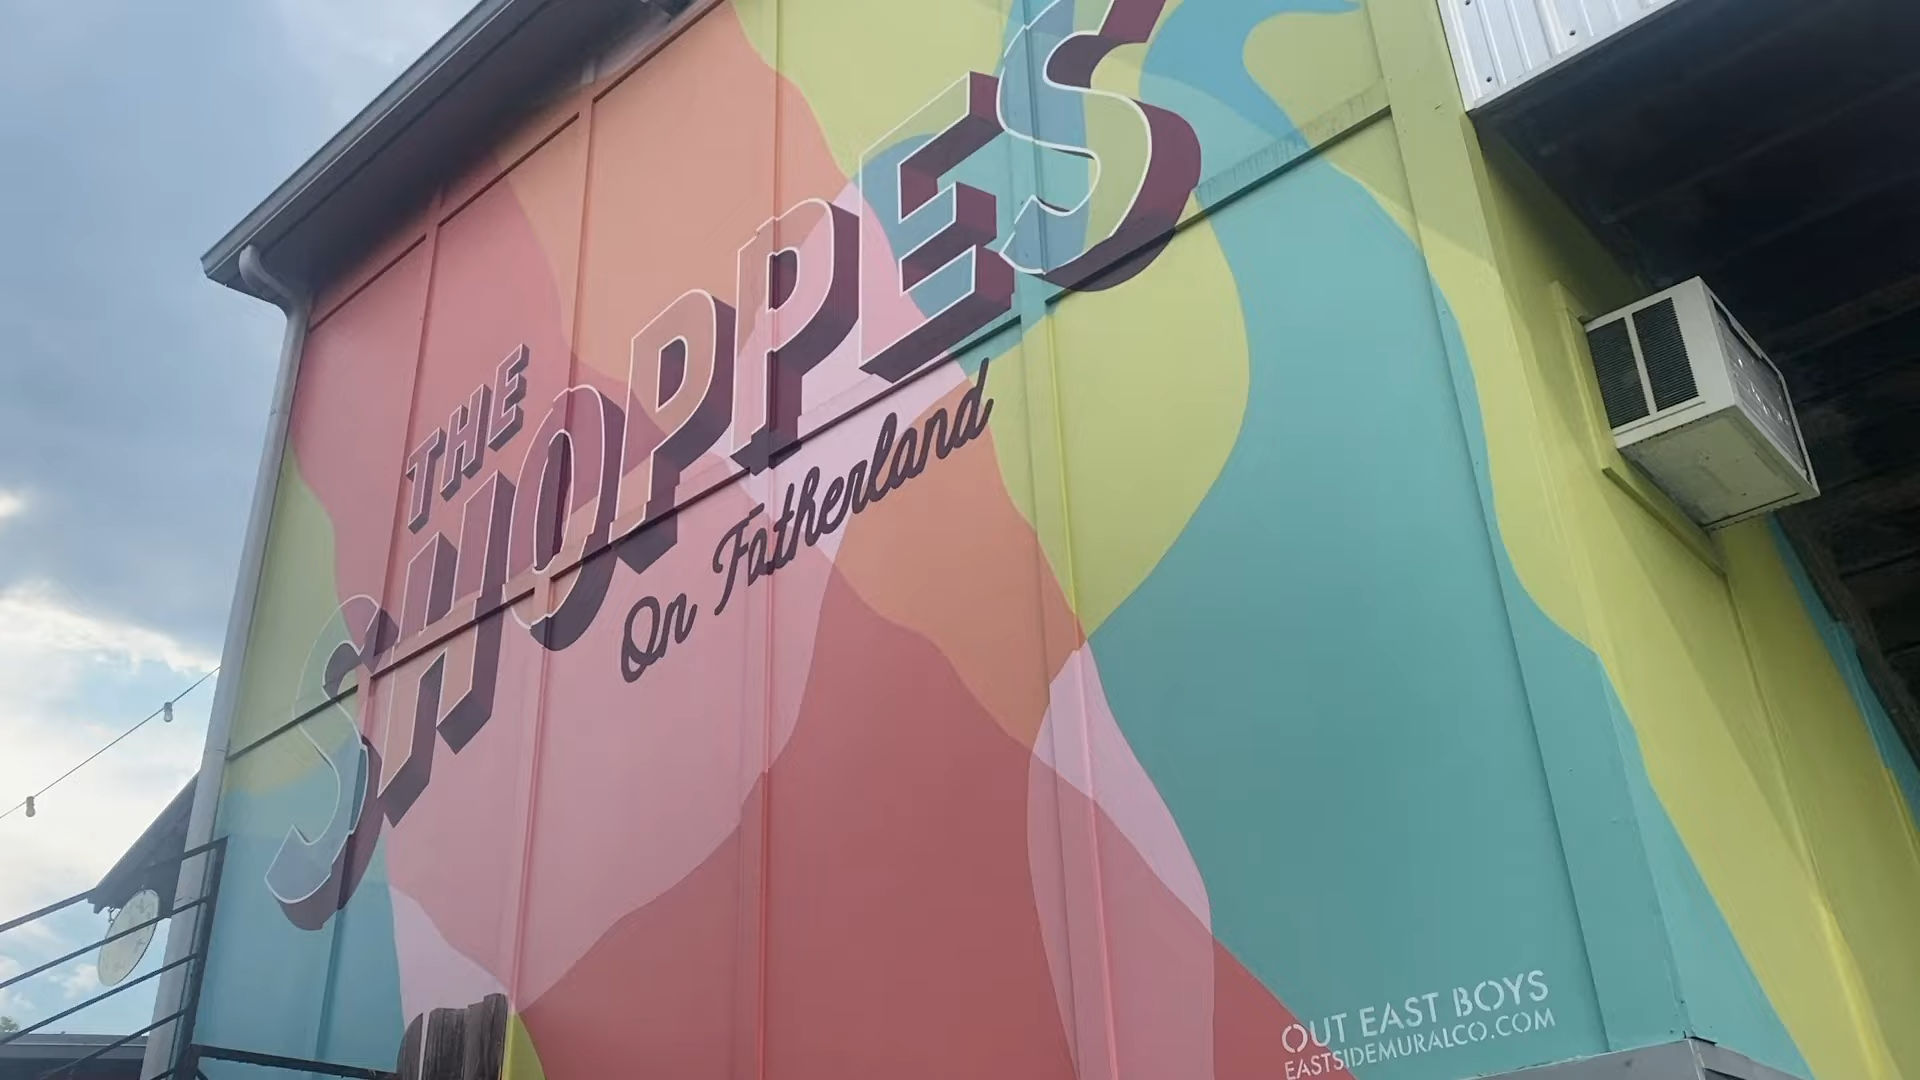 THE
SHOPPES
On Fatherland
OUT EAST BOYS
EASTSIDEMURALCO.COM